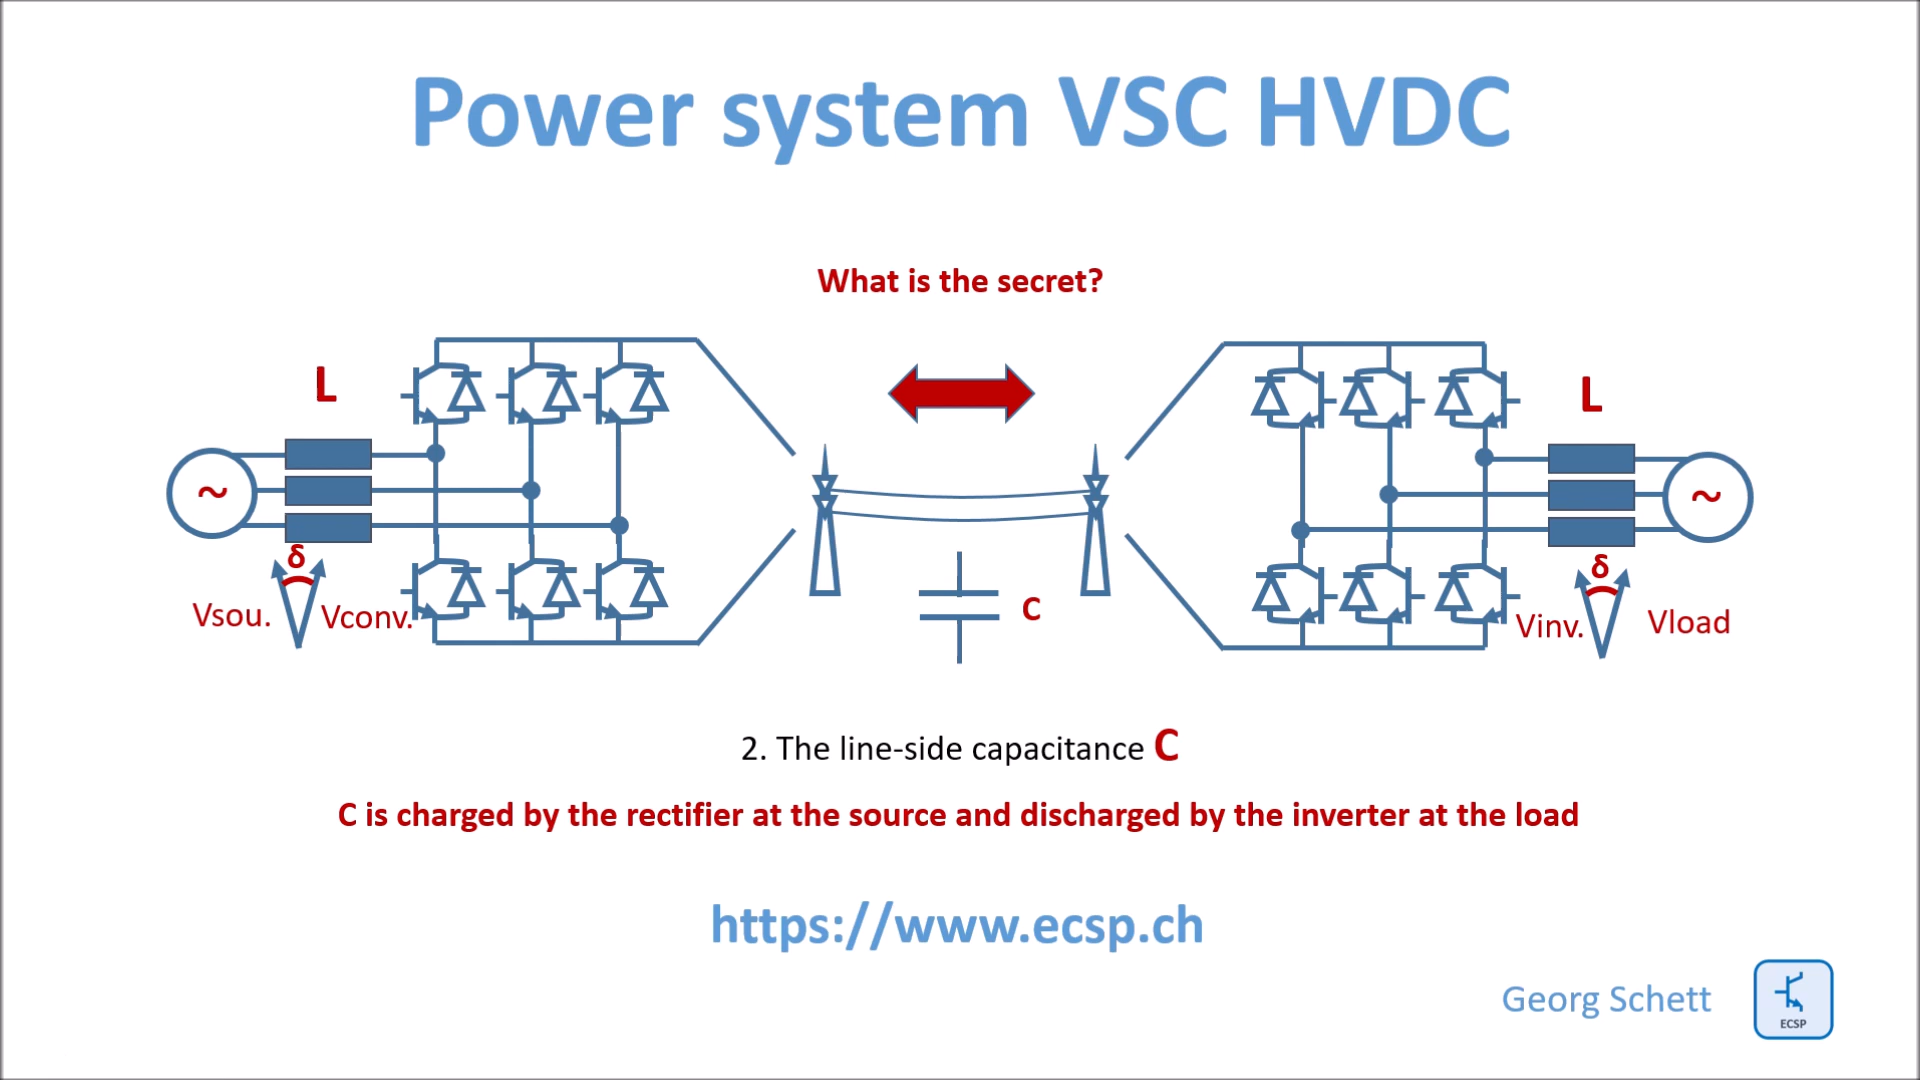 Power system VSC HVDC
What is the secret?
L
L
~
~
δ
δ
Vsou.
Vconv.
C
Vinv.
Vload
2. The line-side capacitance C
C is charged by the rectifier at the source and discharged by the inverter at the load
https://www.ecsp.ch
Georg Schett
ECSP